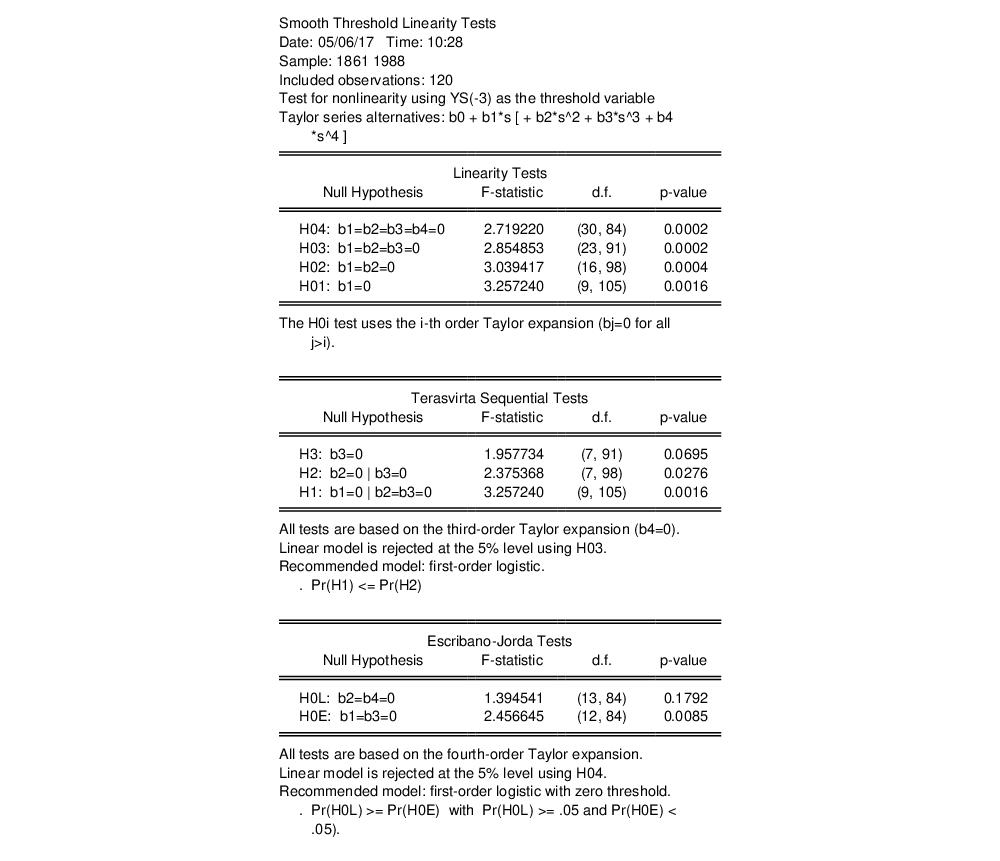 Smooth Threshold Linearity Tests
Date: 05/06/17 Time: 10:28
Sample: 1861 1988
Included observations: 120
Test for nonlinearity using YS(-3) as the threshold variable
Taylor series alternatives: b0 + b1*s [ + b2*s^2 + b3*s^3 + b4
*s^4 ]
Linearity Tests
Null Hypothesis F-statistic d.f. p-value
H04: b1=b2=b3=b4=0 2.719220 (30, 84) 0.0002
H03: b1=b2=b3=0 2.854853 (23, 91) 0.0002
H02: b1=b2=0 3.039417 (16, 98) 0.0004
H01: b1=0 3.257240 (9, 105) 0.0016
The H0i test uses the i-th order Taylor expansion (bj=0 for all
j>i).
Terasvirta Sequential Tests
Null Hypothesis F-statistic d.f. p-value
H3: b3=0 1.957734 (7, 91) 0.0695
H2: b2=0 | b3=0 2.375368 (7, 98) 0.0276
H1: b1=0 | b2=b3=0 3.257240 (9, 105) 0.0016
All tests are based on the third-order Taylor expansion (b4=0).
Linear model is rejected at the 5% level using H03.
Recommended model: first-order logistic.
. Pr(H1) <= Pr(H2)
Escribano-Jorda Tests
Null Hypothesis F-statistic d.f. p-value
H0L: b2=b4=0 1.394541 (13, 84) 0.1792
H0E: b1=b3=0 2.456645 (12, 84) 0.0085
All tests are based on the fourth-order Taylor expansion.
Linear model is rejected at the 5% level using H04.
Recommended model: first-order logistic with zero threshold.
. Pr(H0L) >= Pr(H0E) with Pr(H0L) >= .05 and Pr(H0E) <
.05).